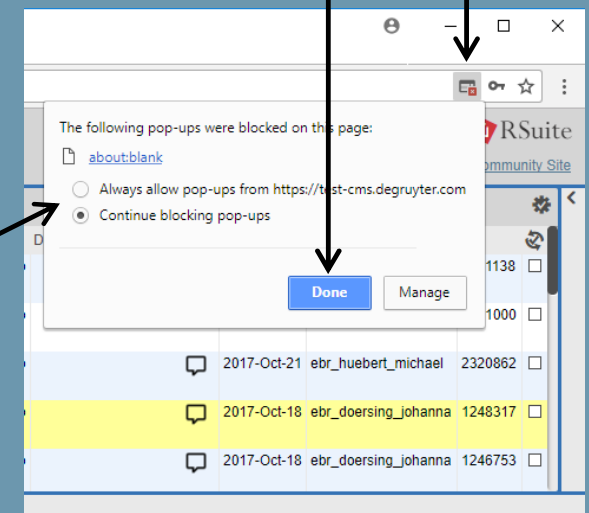 The following pop-ups were blocked on this page:
RSuite
about:blank
Community Site
Always allow pop-ups from https://test-cms.degruyter.com
Continue blocking pop-ups
D
Done
Manage
1138
1000
2017-Oct-21 ebr_huebert_michael 2320862
2017-Oct-18 ebr_doersing_johanna 1248317
2017-Oct-18 ebr_doersing_johanna 1246753